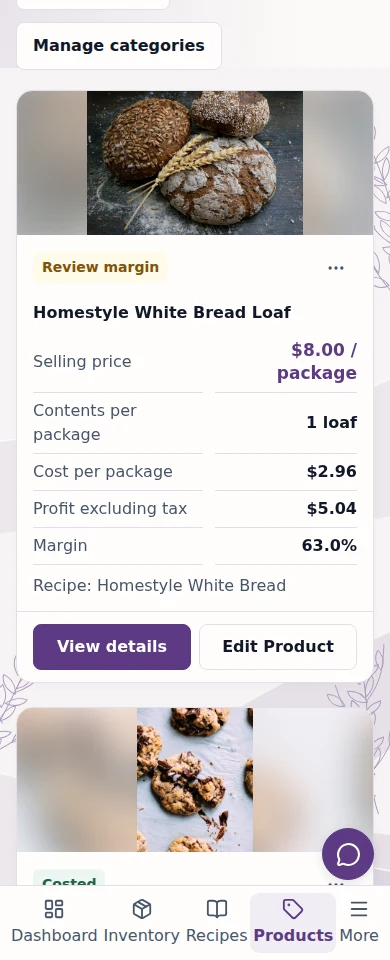 Manage categories
Review margin
Homestyle White Bread Loaf
Selling price
$8.00 /
package
Contents per
package
1 loaf
Cost per package
$2.96
Profit excluding tax
$5.04
Margin
63.0%
Recipe: Homestyle White Bread
View details
Edit Product
Costed
Dashboard
Inventory
Recipes
Products
More